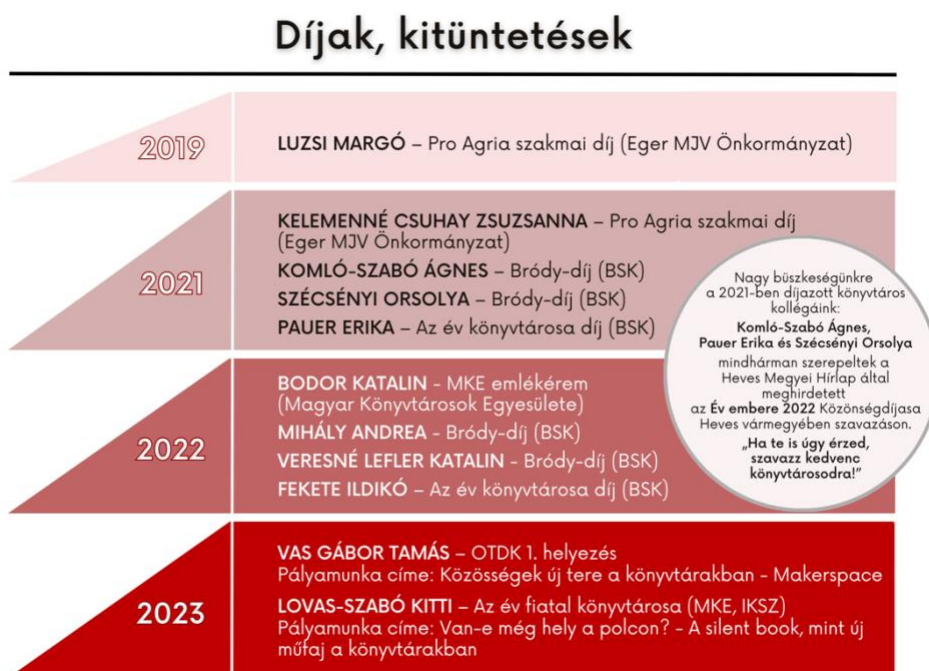 Díjak, kitüntetések
2019
LUZSI MARGÓ – Pro Agria szakmai díj (Eger MJV Önkormányzat)
2021
KELEMENNÉ CSUHAY ZSUZSANNA – Pro Agria szakmai díj
(Eger MJV Önkormányzat)
KOMLÓ-SZABÓ ÁGNES – Bródy-díj (BSK)
SZÉCSÉNYI ORSOLYA – Bródy-díj (BSK)
PAUER ERIKA – Az év könyvtárosa díj (BSK)
Nagy büszkeségünkre
a 2021-ben díjazott könyvtáros
kollégáink:
Komló-Szabó Ágnes,
Pauer Erika és Szécsényi Orsolya
mindhárman szerepeltek a
Heves Megyei Hírlap által
meghirdetett
az Év embere 2022 Közönségdíjasa
Heves vármegyében szavazáson.
„Ha te is úgy érzed,
szavazz kedvenc
könyvtárosodra!”
2022
BODOR KATALIN - MKE emlékérem
(Magyar Könyvtárosok Egyesülete)
MIHÁLY ANDREA - Bródy-díj (BSK)
VERESNÉ LEFLER KATALIN - Bródy-díj (BSK)
FEKETE ILDIKÓ – Az év könyvtárosa díj (BSK)
2023
VAS GÁBOR TAMÁS – OTDK 1. helyezés
Pályamunka címe: Közösségek új tere a könyvtárakban - Makerspace
LOVAS-SZABÓ KITTI – Az év fiatal könyvtárosa (MKE, IKSZ)
Pályamunka címe: Van-e még hely a polcon? - A silent book, mint új
műfaj a könyvtárakban